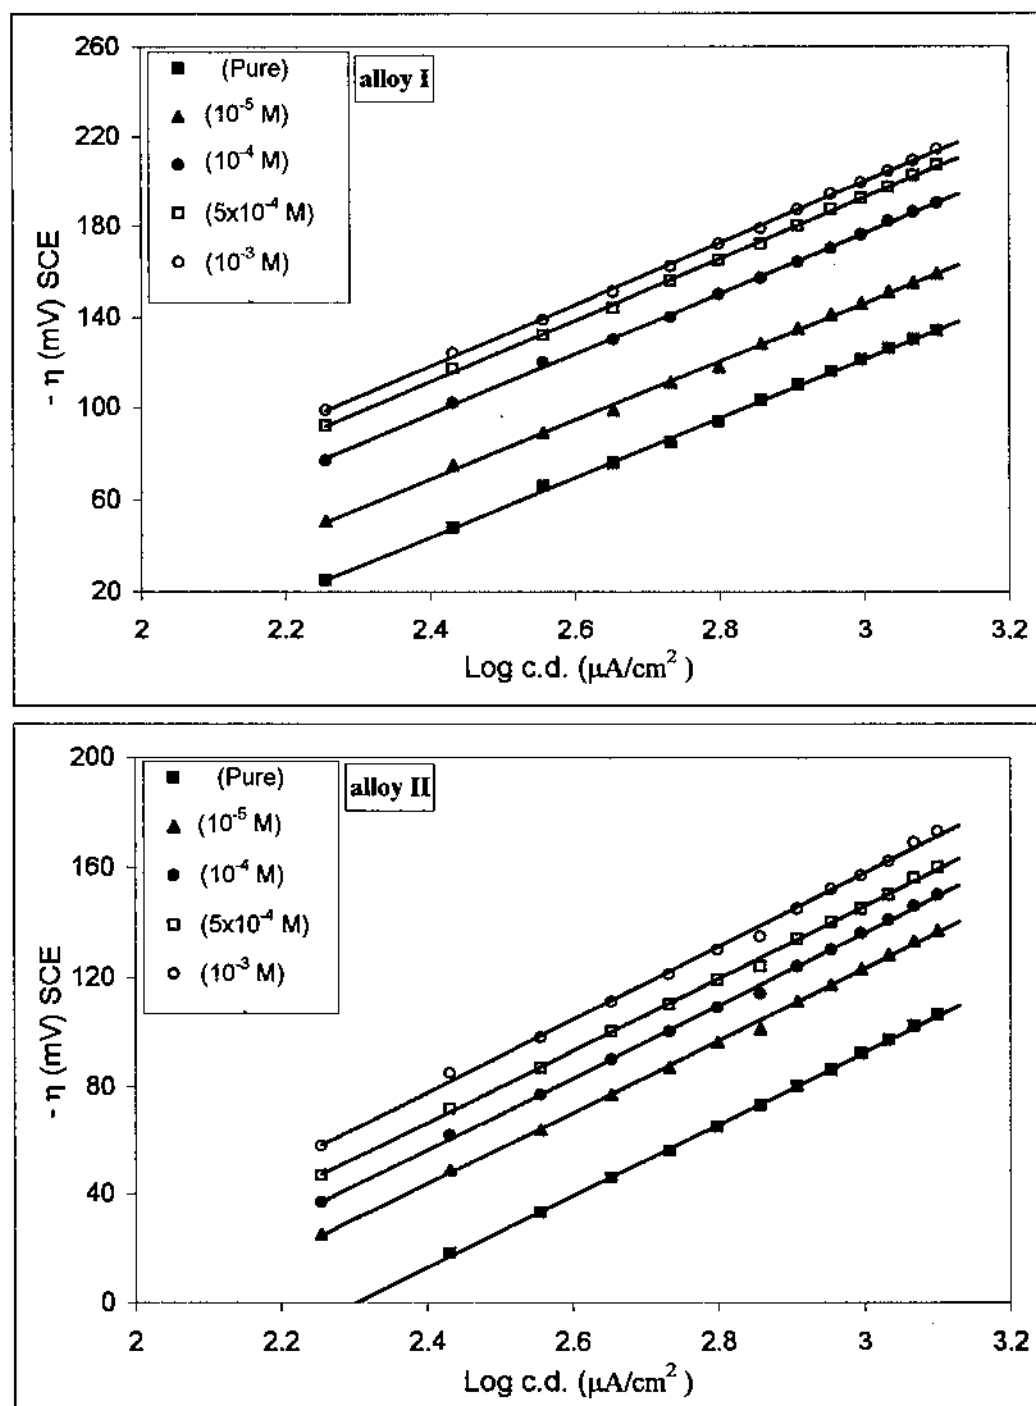 260
220
180
140
100
60
20
- η (mV) SCE
(Pure)
(10⁻⁵ M)
(10⁻⁴ M)
(5x10⁻⁴ M)
(10⁻³ M)
alloy I
2 2.2 2.4 2.6 2.8 3 3.2
Log c.d. (μA/cm²)
200
160
120
80
40
0
- η (mV) SCE
(Pure)
(10⁻⁵ M)
(10⁻⁴ M)
(5x10⁻⁴ M)
(10⁻³ M)
alloy II
2 2.2 2.4 2.6 2.8 3 3.2
Log c.d. (μA/cm²)